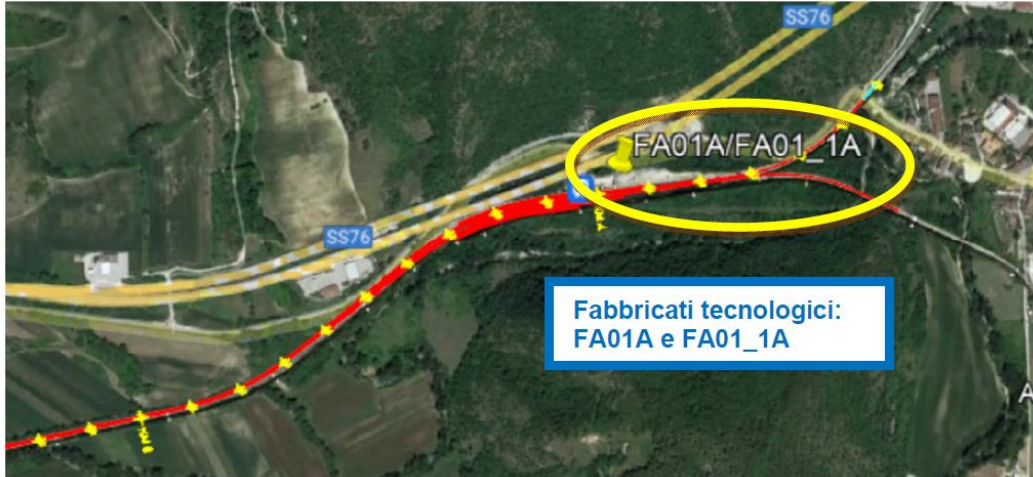 SS76
FA01A/FA01_1A
SS76
Fabbricati tecnologici:
FA01A e FA01_1A
A